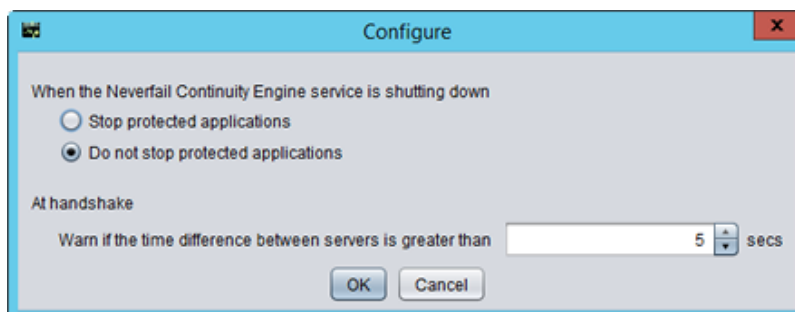 Configure
When the Neverfail Continuity Engine service is shutting down
Stop protected applications
Do not stop protected applications
At handshake
Warn if the time difference between servers is greater than 5 secs
OK Cancel